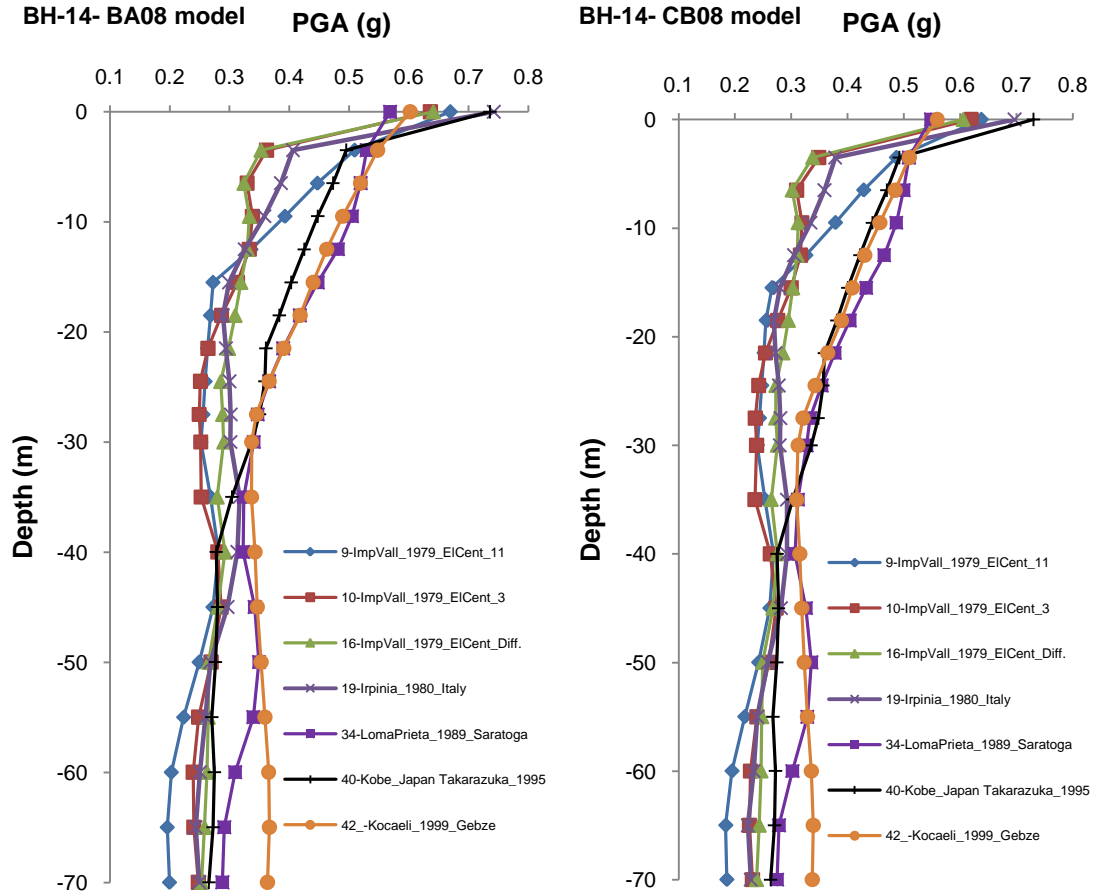 BH-14- BA08 model
PGA (g)
0.1 0.2 0.3 0.4 0.5 0.6 0.7 0.8
0
-10
-20
-30
-40
-50
-60
-70
Depth (m)
9-ImpVall_1979_ElCent_11
10-ImpVall_1979_ElCent_3
16-ImpVall_1979_ElCent_Diff.
19-Irpinia_1980_Italy
34-LomaPrieta_1989_Saratoga
40-Kobe_Japan Takarazuka_1995
42_-Kocaeli_1999_Gebze
BH-14- CB08 model
PGA (g)
0.1 0.2 0.3 0.4 0.5 0.6 0.7 0.8
0
-10
-20
-30
-40
-50
-60
-70
Depth (m)
9-ImpVall_1979_ElCent_11
10-ImpVall_1979_ElCent_3
16-ImpVall_1979_ElCent_Diff.
19-Irpinia_1980_Italy
34-LomaPrieta_1989_Saratoga
40-Kobe_Japan Takarazuka_1995
42_-Kocaeli_1999_Gebze